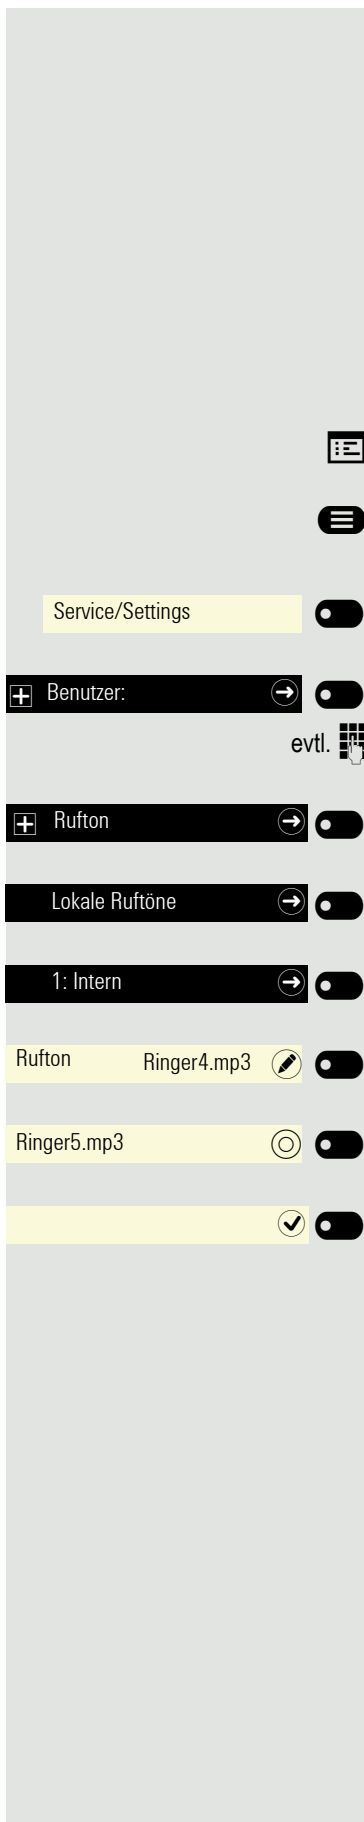 Service/Settings
Benutzer:
evtl.
Rufton
Lokale Ruftöne
1: Intern
Rufton Ringer4.mp3
Ringer5.mp3